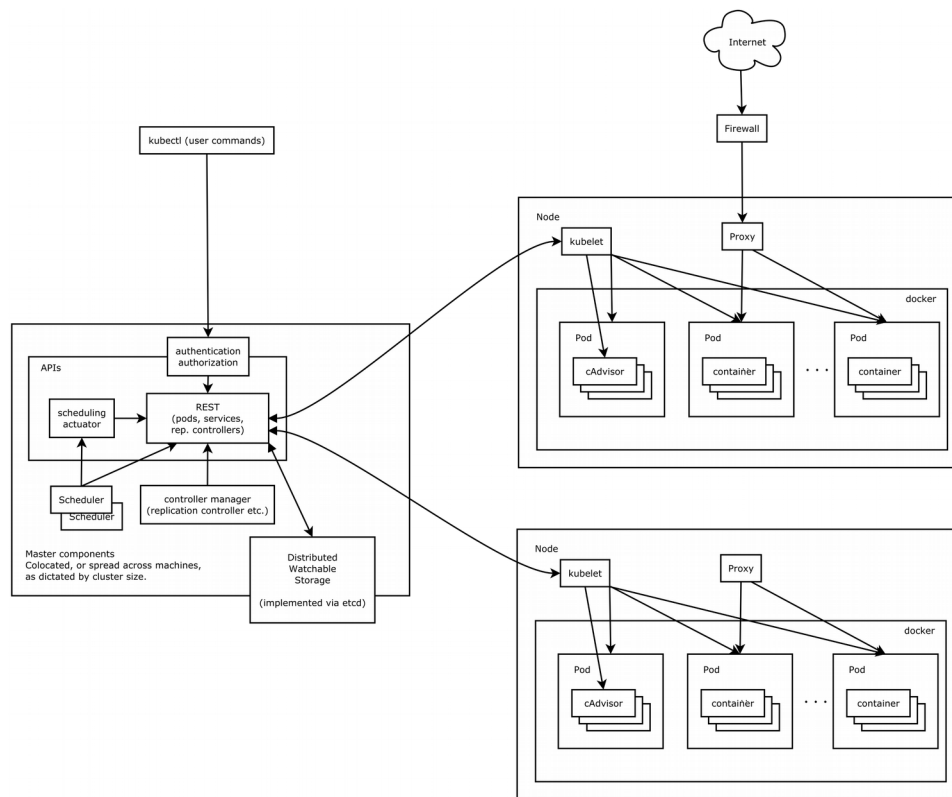 Internet
Firewall
kubectl (user commands)
Node
kubelet
Proxy
docker
Pod
cAdvisor
Pod
container
. . .
Pod
container
authentication
authorization
APIs
REST
(pods, services,
rep. controllers)
scheduling
actuator
Scheduler
Scheduler
controller manager
(replication controller etc.)
Master components
Colocated, or spread across machines,
as dictated by cluster size.
Distributed
Watchable
Storage
(implemented via etcd)
Node
kubelet
Proxy
docker
Pod
cAdvisor
Pod
container
. . .
Pod
container